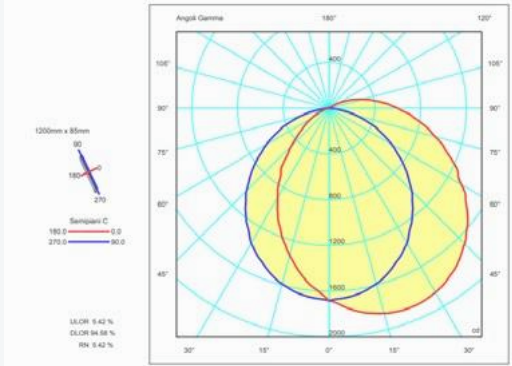 Angoli Gamma 180° 120°
105° 400 105°
90° 90°
1200mm x 85mm
90
180 0
270
75° 400 75°
Semipiani C
180.0 0.0
270.0 90.0
60° 800 60°
1200
45° 1600 45°
ULOR 5.42 %
DLOR 94.58 %
RN 5.42 %
2000 cd
30° 15° 0° 15° 30°